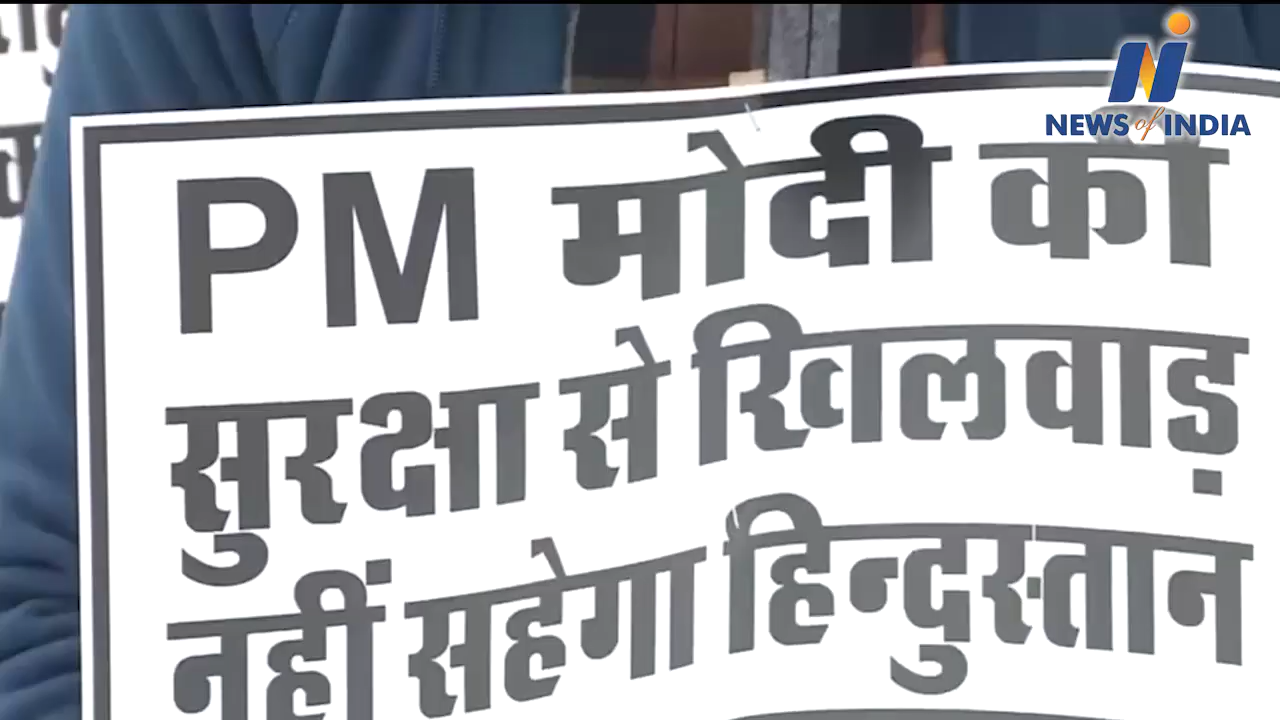 NEWS of INDIA
PM मोदी की
सुरक्षा से खिलवाड़
नहीं सहेगा हिन्दुस्तान